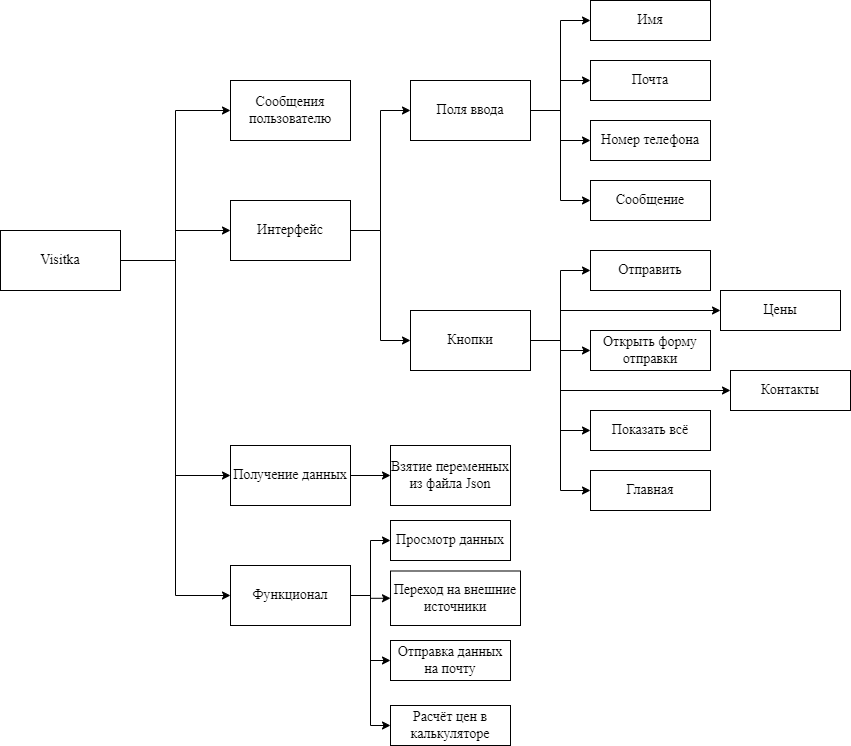 Visitka
Сообщения
пользователю
Интерфейс
Поля ввода
Имя
Почта
Номер телефона
Сообщение
Кнопки
Отправить
Цены
Открыть форму
отправки
Контакты
Показать всё
Главная
Получение данных
Взятие переменных
из файла Json
Функционал
Просмотр данных
Переход на внешние
источники
Отправка данных
на почту
Расчёт цен в
калькуляторе